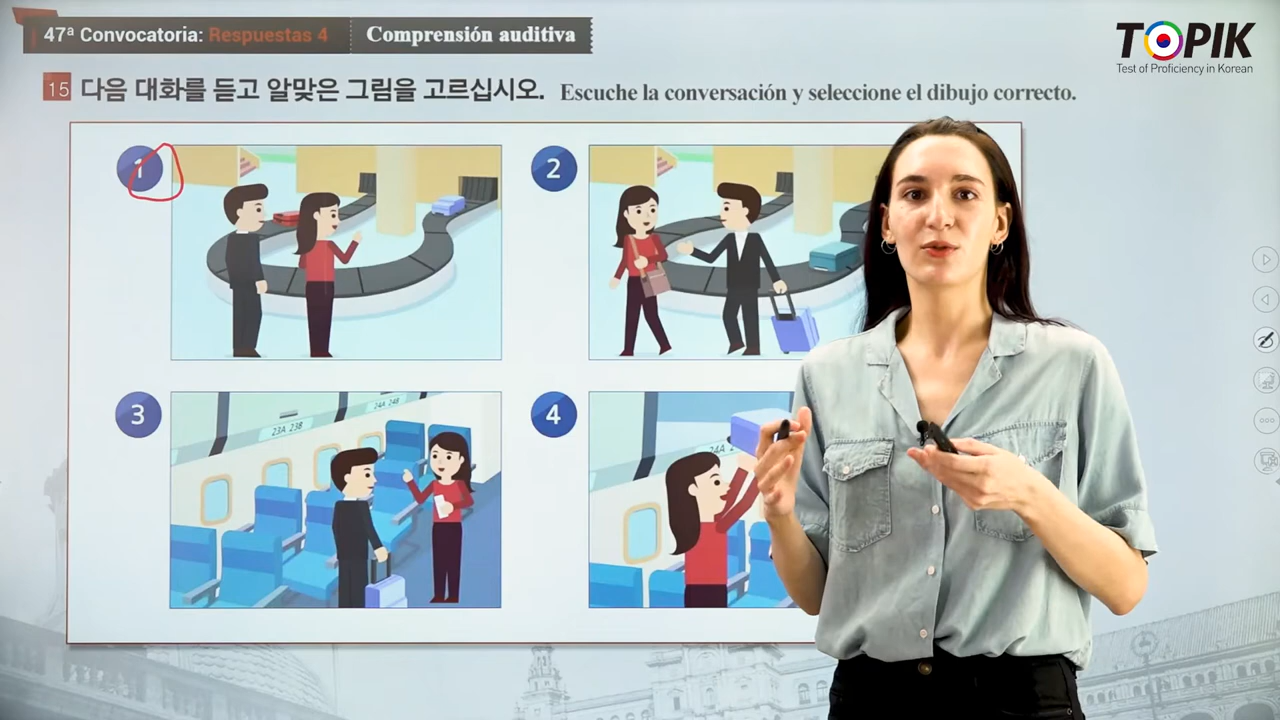 47ª Convocatoria: Respuestas 4 Comprensión auditiva
TOPIK
Test of Proficiency in Korean
15 다음 대화를 듣고 알맞은 그림을 고르십시오. Escuche la conversación y seleccione el dibujo correcto.
1
2
3
23A 23B
24A 24B
4
24A